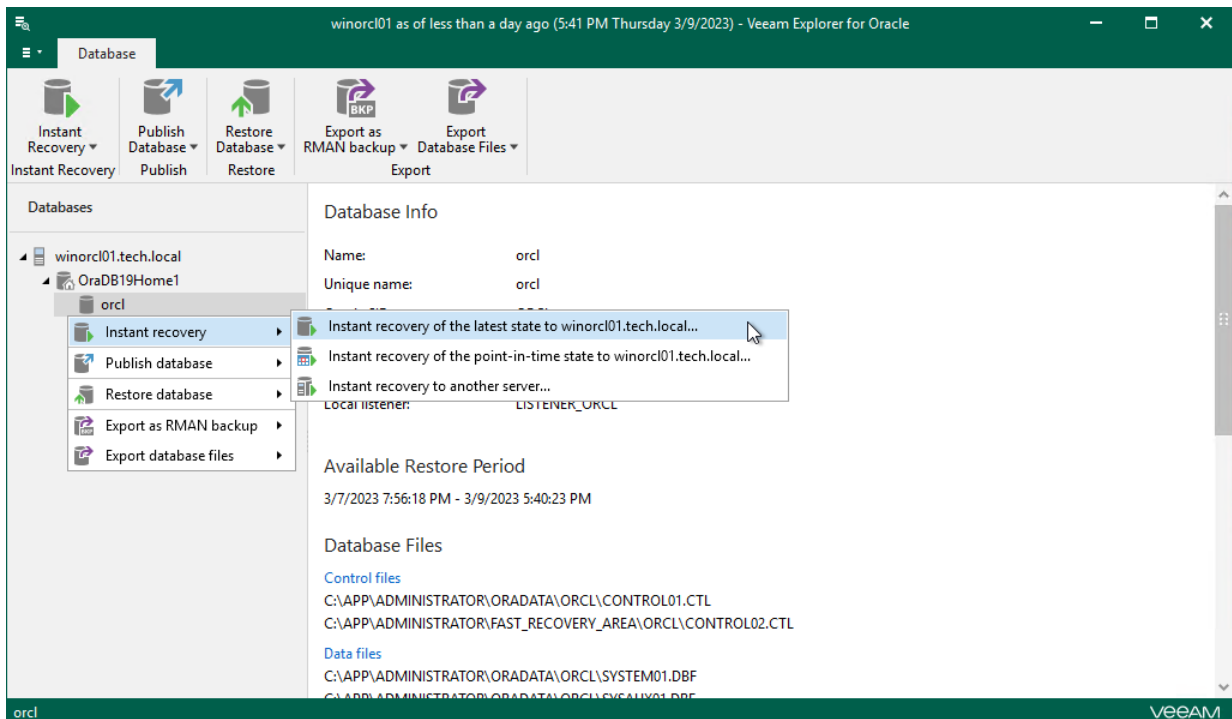 winorcl01 as of less than a day ago (5:41 PM Thursday 3/9/2023) - Veeam Explorer for Oracle
Database
Instant Recovery
Publish Database
Restore Database
Export as RMAN backup
Export Database Files
BKP
Instant Recovery
Publish
Restore
Export
Databases
winorcl01.tech.local
OraDB19Home1
orcl
Instant recovery
Publish database
Restore database
Export as RMAN backup
Export database files
Instant recovery of the latest state to winorcl01.tech.local...
Instant recovery of the point-in-time state to winorcl01.tech.local...
Instant recovery to another server...
Database Info
Name: orcl
Unique name: orcl
Local listener: LISTENER_ORCL
Available Restore Period
3/7/2023 7:56:18 PM - 3/9/2023 5:40:23 PM
Database Files
Control files
C:\APP\ADMINISTRATOR\ORADATA\ORCL\CONTROL01.CTL
C:\APP\ADMINISTRATOR\FAST_RECOVERY_AREA\ORCL\CONTROL02.CTL
Data files
C:\APP\ADMINISTRATOR\ORADATA\ORCL\SYSTEM01.DBF
C:\APP\ADMINISTRATOR\ORADATA\ORCL\SYSAUX01.DBF
orcl
veeam